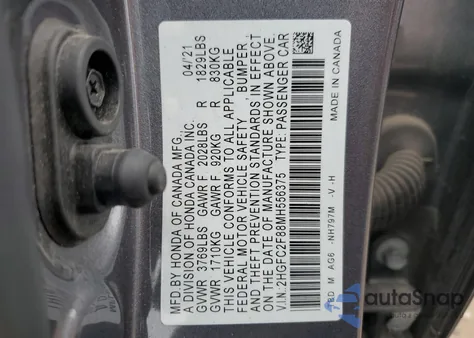 MFD. BY HONDA OF CANADA MFG.,
A DIVISION OF HONDA CANADA INC. 04/'21
GVWR 3769LBS GAWR F 2028LBS R 1829LBS
GVWR 1710KG GAWR F 920KG R 830KG
THIS VEHICLE CONFORMS TO ALL APPLICABLE
FEDERAL MOTOR VEHICLE SAFETY, BUMPER,
AND THEFT PREVENTION STANDARDS IN EFFECT
ON THE DATE OF MANUFACTURE SHOWN ABOVE.
V.I.N.:2HGFC2F88MH556375 TYPE:PASSENGER CAR
AG6 -NH797M -V-H
MADE IN CANADA
autoSnap